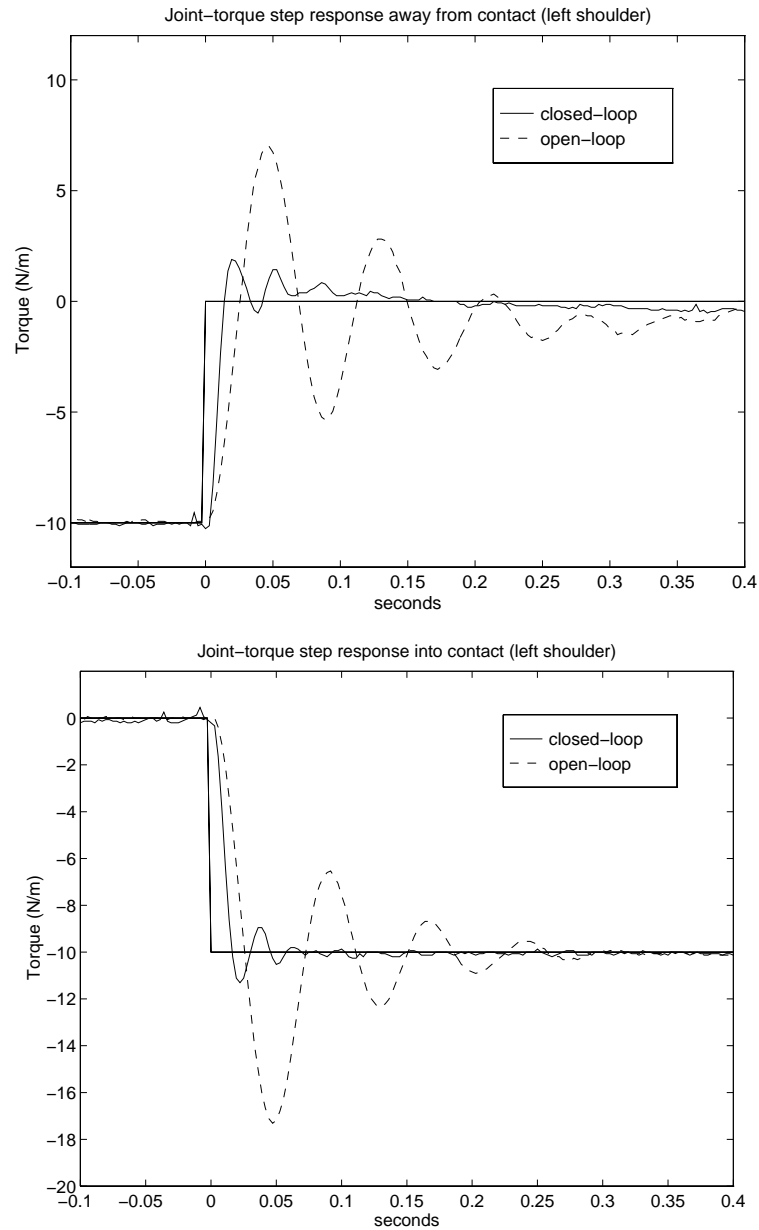 Joint−torque step response away from contact (left shoulder)
closed−loop
open−loop
Torque (N/m)
10
5
0
−5
−10
−0.1 −0.05 0 0.05 0.1 0.15 0.2 0.25 0.3 0.35 0.4
seconds
Joint−torque step response into contact (left shoulder)
closed−loop
open−loop
Torque (N/m)
0
−2
−4
−6
−8
−10
−12
−14
−16
−18
−20
−0.1 −0.05 0 0.05 0.1 0.15 0.2 0.25 0.3 0.35 0.4
seconds